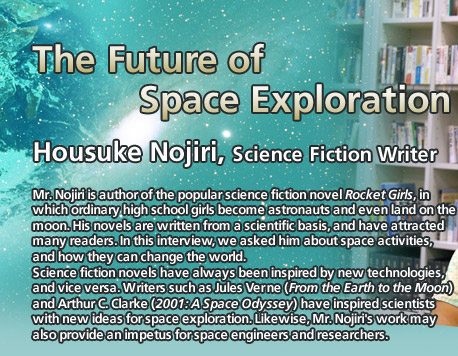 The Future of
Space Exploration
Housuke Nojiri, Science Fiction Writer
Mr. Nojiri is author of the popular science fiction novel Rocket Girls, in
which ordinary high school girls become astronauts and even land on the
moon. His novels are written from a scientific basis, and have attracted
many readers. In this interview, we asked him about space activities,
and how they can change the world.
Science fiction novels have always been inspired by new technologies,
and vice versa. Writers such as Jules Verne (From the Earth to the Moon)
and Arthur C. Clarke (2001: A Space Odyssey) have inspired scientists
with new ideas for space exploration. Likewise, Mr. Nojiri's work may
also provide an impetus for space engineers and researchers.